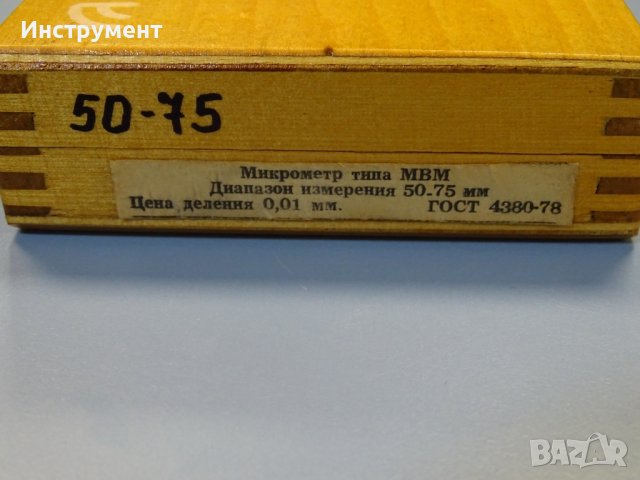 Инструмент
50-75
Микрометр типа МВМ
Диапазон измерения 50-75 мм
Цена деления 0,01 мм. ГОСТ 4380-78
BAZAR